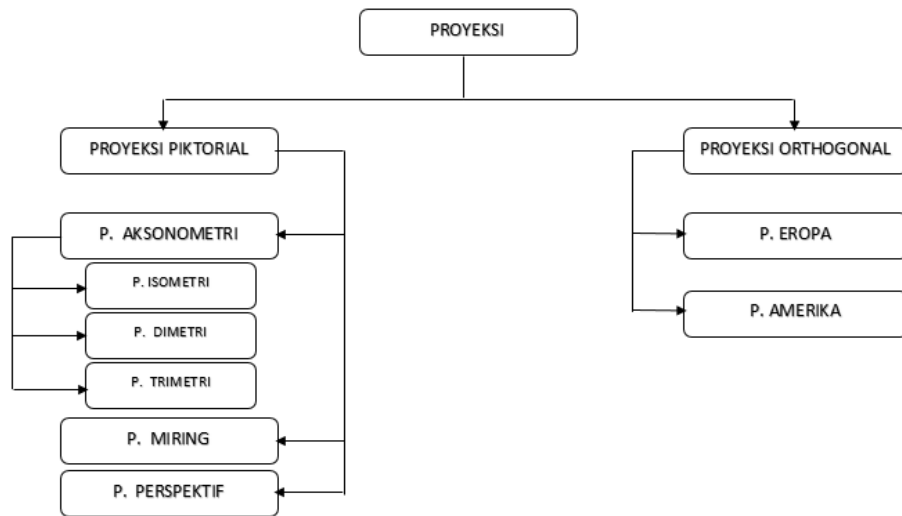 PROYEKSI
PROYEKSI PIKTORIAL
PROYEKSI ORTHOGONAL
P. AKSONOMETRI
P. EROPA
P. ISOMETRI
P. AMERIKA
P. DIMETRI
P. TRIMETRI
P. MIRING
P. PERSPEKTIF